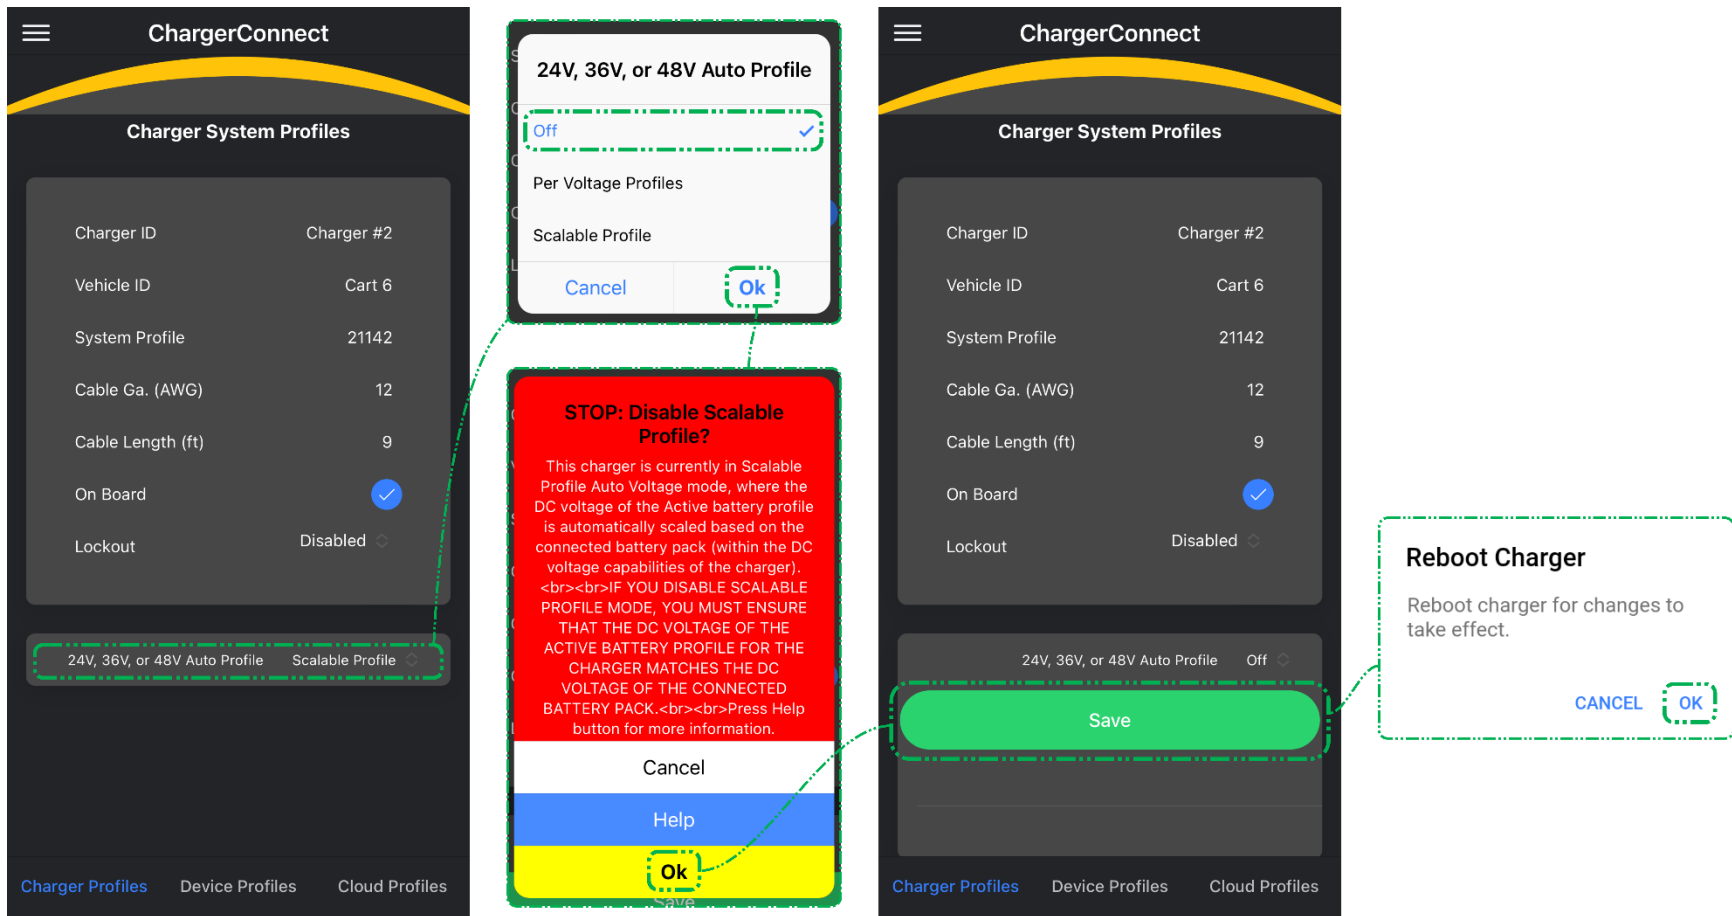 ChargerConnect
Charger System Profiles
Charger ID Charger #2
Vehicle ID Cart 6
System Profile 21142
Cable Ga. (AWG) 12
Cable Length (ft) 9
On Board
Lockout Disabled
24V, 36V, or 48V Auto Profile Scalable Profile
Charger Profiles Device Profiles Cloud Profiles
24V, 36V, or 48V Auto Profile
Off
Per Voltage Profiles
Scalable Profile
Cancel Ok
STOP: Disable Scalable
Profile?
This charger is currently in Scalable
Profile Auto Voltage mode, where the
DC voltage of the Active battery profile
is automatically scaled based on the
connected battery pack (within the DC
voltage capabilities of the charger).
<br><br>IF YOU DISABLE SCALABLE
PROFILE MODE, YOU MUST ENSURE
THAT THE DC VOLTAGE OF THE
ACTIVE BATTERY PROFILE FOR THE
CHARGER MATCHES THE DC
VOLTAGE OF THE CONNECTED
BATTERY PACK.<br><br>Press Help
button for more information.
Cancel
Help
Ok
Save
ChargerConnect
Charger System Profiles
Charger ID Charger #2
Vehicle ID Cart 6
System Profile 21142
Cable Ga. (AWG) 12
Cable Length (ft) 9
On Board
Lockout Disabled
24V, 36V, or 48V Auto Profile Off
Save
Charger Profiles Device Profiles Cloud Profiles
Reboot Charger
Reboot charger for changes to
take effect.
CANCEL OK